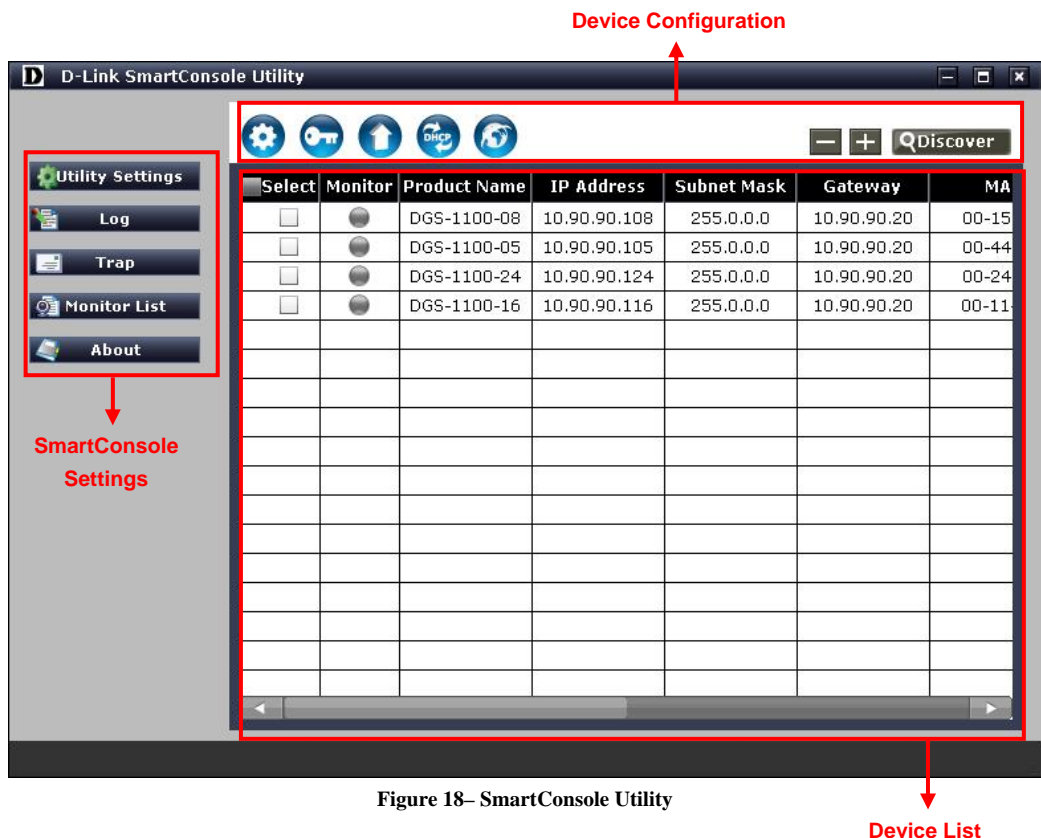 Device Configuration
D D-Link SmartConsole Utility
DHCP
Discover
Utility Settings
Log
Trap
Monitor List
About
SmartConsole
Settings
Select Monitor Product Name IP Address Subnet Mask Gateway MA
DGS-1100-08 10.90.90.108 255.0.0.0 10.90.90.20 00-15
DGS-1100-05 10.90.90.105 255.0.0.0 10.90.90.20 00-44
DGS-1100-24 10.90.90.124 255.0.0.0 10.90.90.20 00-24
DGS-1100-16 10.90.90.116 255.0.0.0 10.90.90.20 00-11-
Figure 18– SmartConsole Utility
Device List